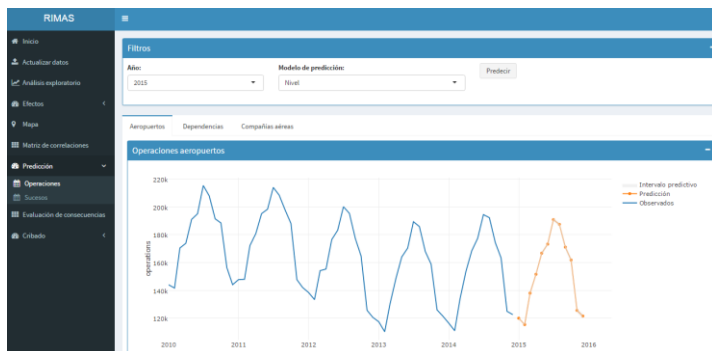 RIMAS
Inicio
Actualizar datos
Análisis exploratorio
Efectos
Mapa
Matriz de correlaciones
Predicción
Operaciones
Sucesos
Evaluación de consecuencias
Cribado
Filtros
Año:
Modelo de predicción:
2015
Nivel
Predecir
Aeropuertos
Dependencias
Compañías aéreas
Operaciones aeropuertos
220k
200k
180k
160k
140k
120k
operations
2010
2011
2012
2013
2014
2015
2016
Intervalo predictivo
Predicción
Observados